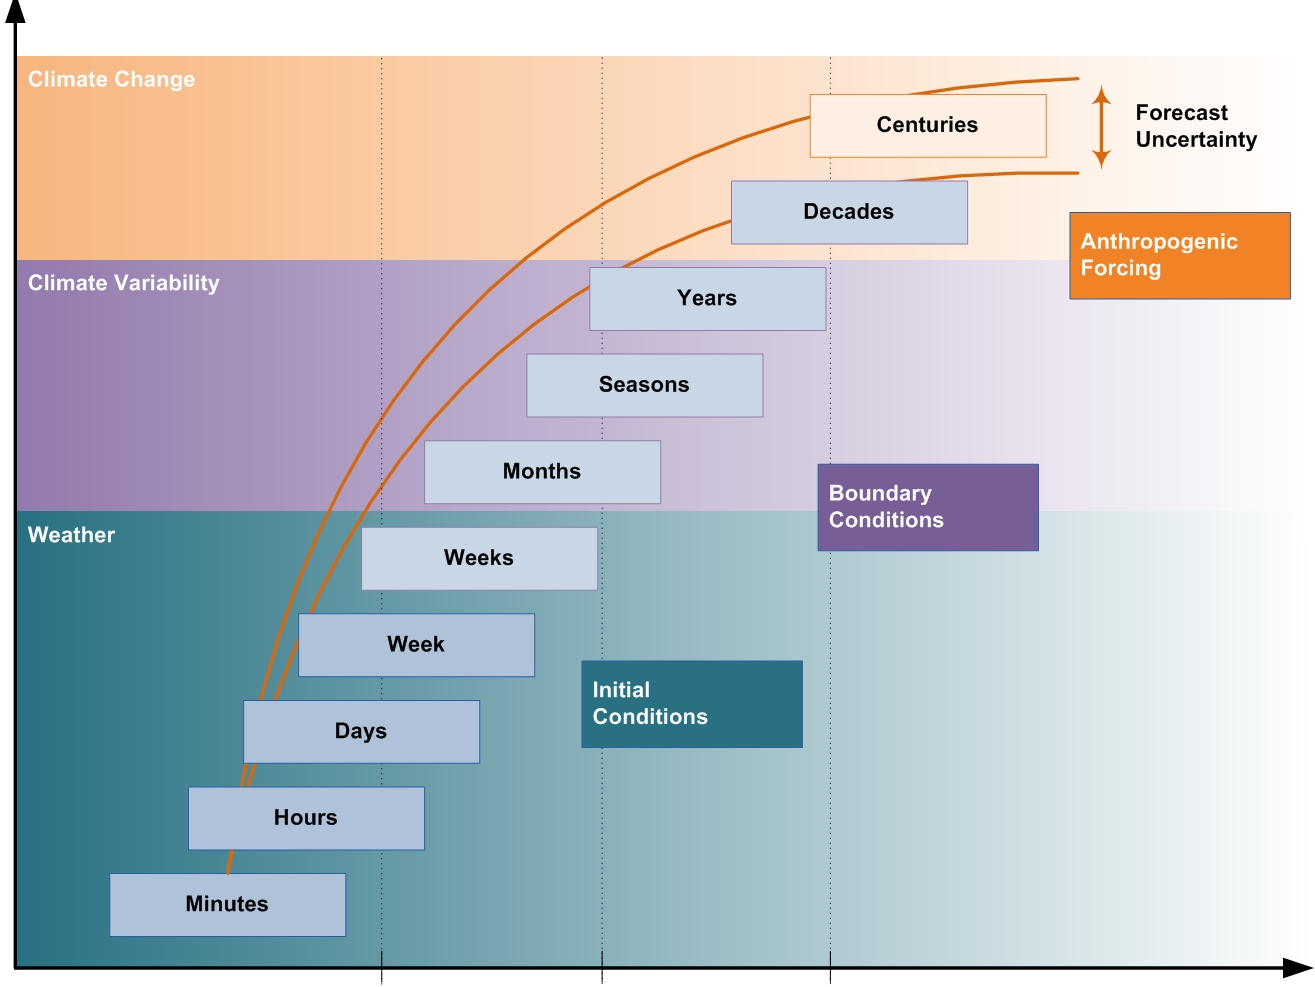 Climate Change
Centuries
Forecast
Uncertainty
Decades
Anthropogenic
Forcing
Climate Variability
Years
Seasons
Months
Boundary
Conditions
Weather
Weeks
Week
Initial
Conditions
Days
Hours
Minutes